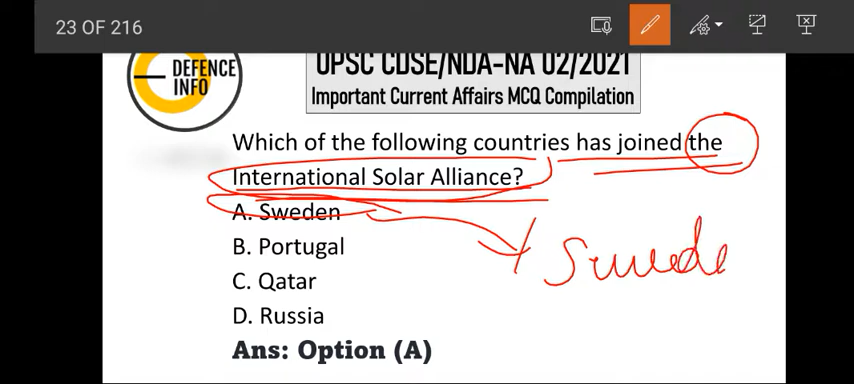 23 OF 216
DEFENCE
INFO
UPSC CDSE/NDA-NA 02/2021
Important Current Affairs MCQ Compilation
Which of the following countries has joined the
International Solar Alliance?
A. Sweden
B. Portugal
C. Qatar
D. Russia
Ans: Option (A)
Swede